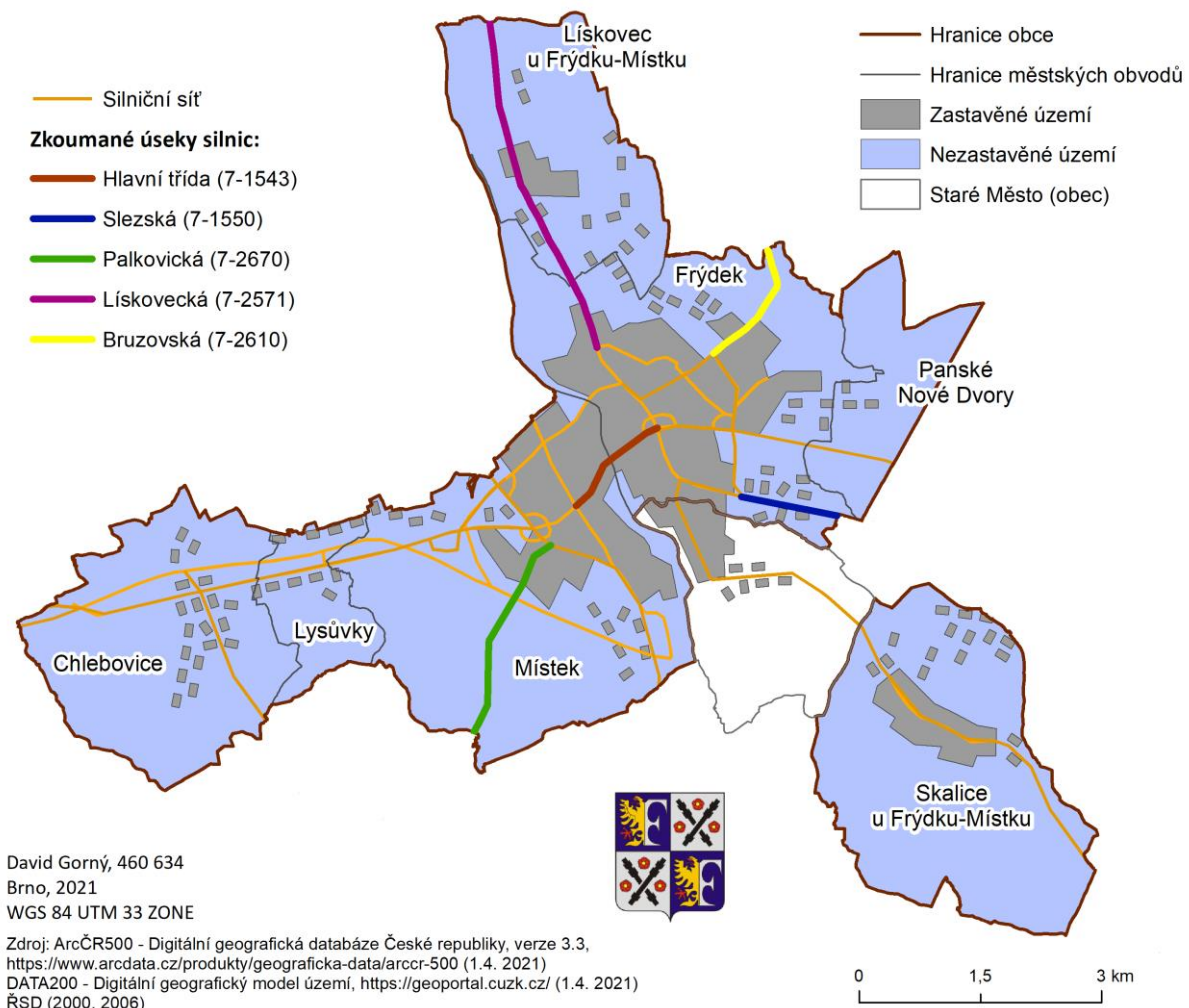 Silniční síť
Zkoumané úseky silnic:
Hlavní třída (7-1543)
Slezská (7-1550)
Palkovická (7-2670)
Lískovecká (7-2571)
Bruzovská (7-2610)
Hranice obce
Hranice městských obvodů
Zastavěné území
Nezastavěné území
Staré Město (obec)
Lískovec
u Frýdku-Místku
Frýdek
Panské
Nové Dvory
Chlebovice
Lysůvky
Místek
Skalice
u Frýdku-Místku
David Gorný, 460 634
Brno, 2021
WGS 84 UTM 33 ZONE
Zdroj: ArcČR500 - Digitální geografická databáze České republiky, verze 3.3,
https://www.arcdata.cz/produkty/geograficka-data/arccr-500 (1.4. 2021)
DATA200 - Digitální geografický model území, https://geoportal.cuzk.cz/ (1.4. 2021)
ŘSD (2000, 2006)
0 1,5 3 km